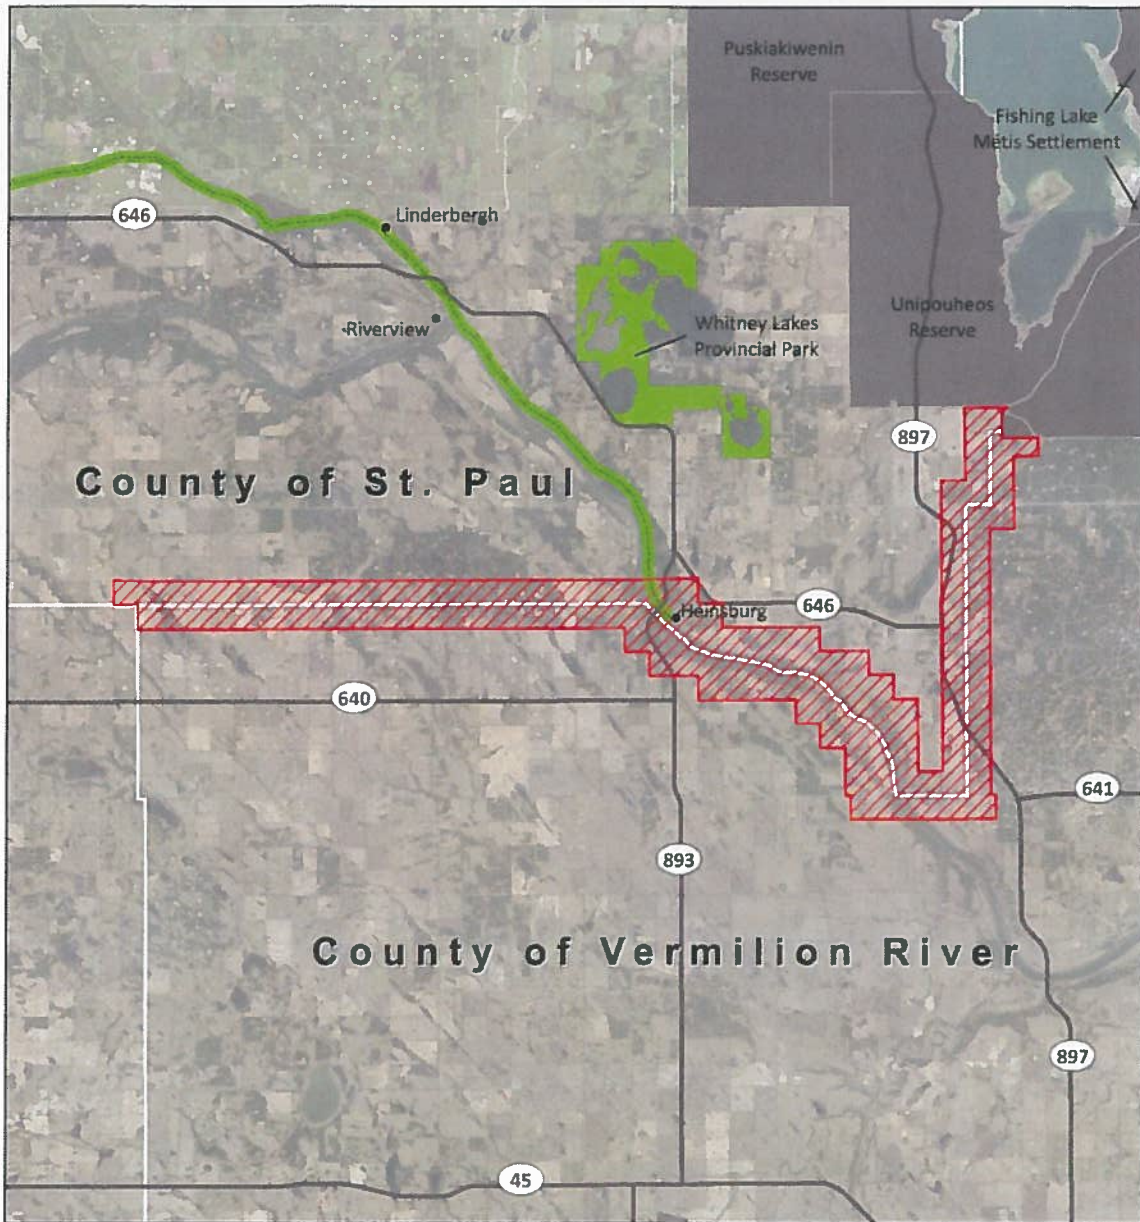 Puskiakiwenin
Reserve
Fishing Lake
Métis Settlement
646
Linderbergh
Riverview
Whitney Lakes
Provincial Park
Unipouheos
Reserve
897
County of St. Paul
Heinsburg
646
640
641
893
County of Vermilion River
897
45